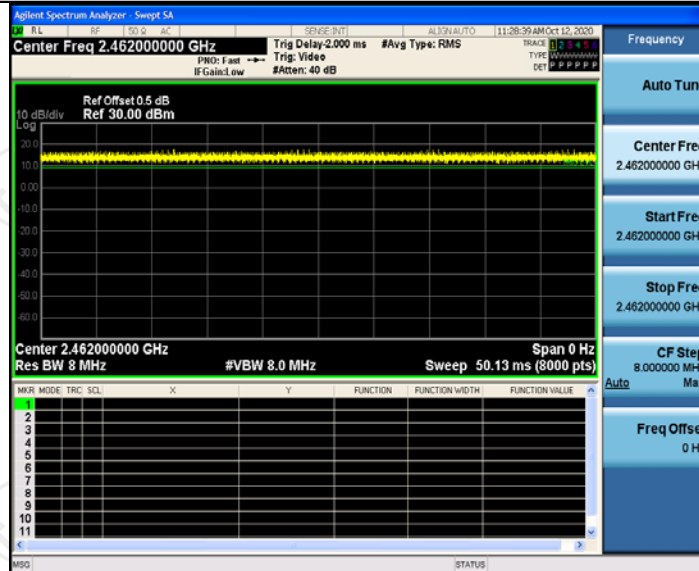 Agilent Spectrum Analyzer - Swept SA
RL RF 50 Ω AC SENSE:INT ALIGN AUTO 11:28:39 AM Oct 12, 2020
Center Freq 2.462000000 GHz
PNO: Fast
IFGain:Low
Trig Delay-2.000 ms
Trig: Video
#Atten: 40 dB
#Avg Type: RMS
TRACE 1 2 3 4 5 6
TYPE
DET P P P P P P
Ref Offset 0.5 dB
10 dB/div Ref 30.00 dBm
Log
20.0
10.0
0.00
-10.0
-20.0
-30.0
-40.0
-50.0
-60.0
Center 2.462000000 GHz Span 0 Hz
Res BW 8 MHz #VBW 8.0 MHz Sweep 50.13 ms (8000 pts)
MKR MODE TRC SCL X Y FUNCTION FUNCTION WIDTH FUNCTION VALUE
1
2
3
4
5
6
7
8
9
10
11
MSG STATUS
Frequency
Auto Tun
Center Fre
2.462000000 GH
Start Fre
2.462000000 GH
Stop Fre
2.462000000 GH
CF Step
8.000000 MH
Auto Ma
Freq Offse
0 H